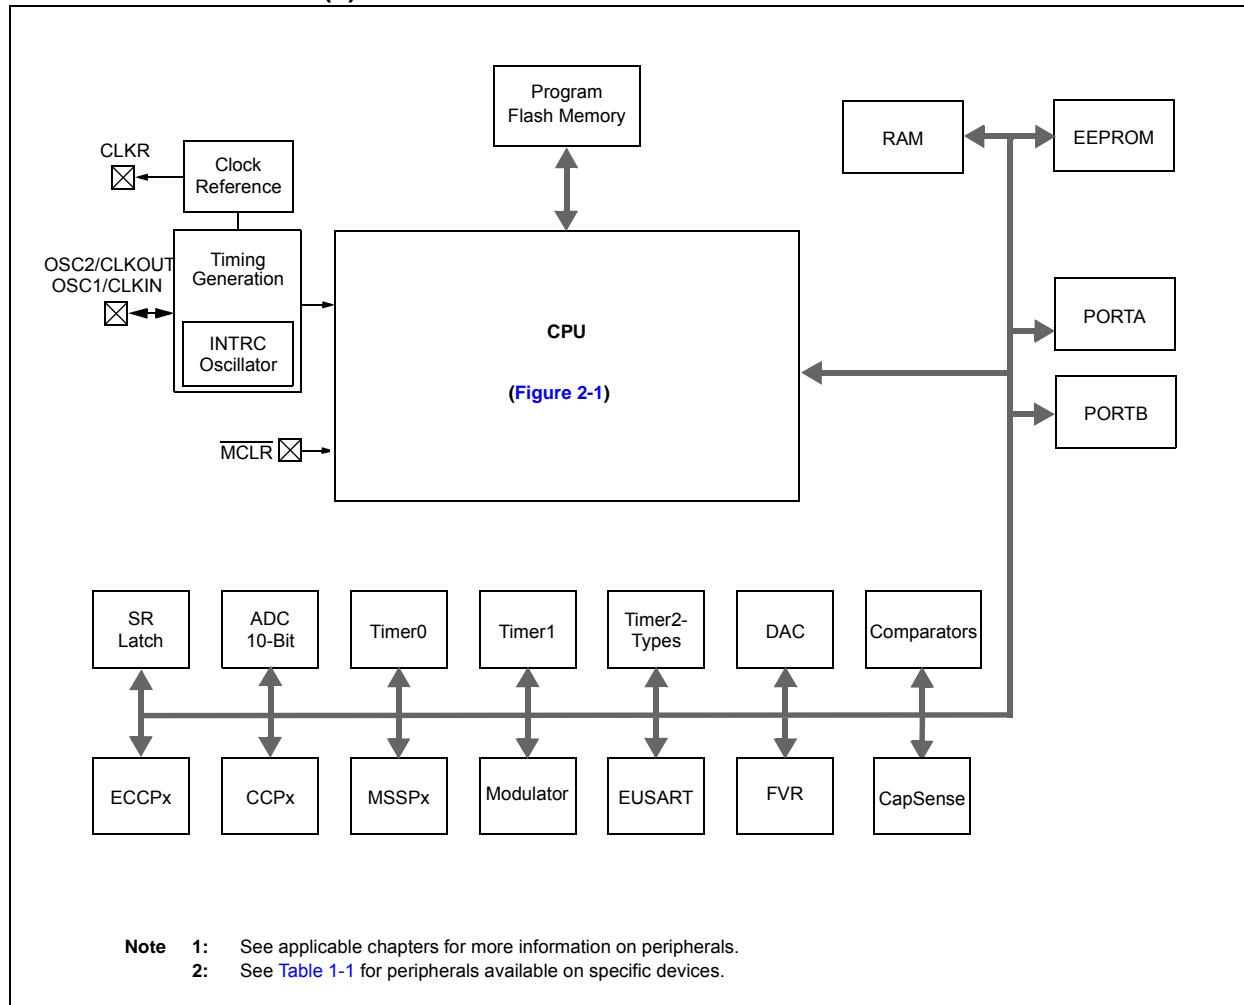 Program
Flash Memory
RAM
EEPROM
CLKR
Clock
Reference
OSC2/CLKOUT
OSC1/CLKIN
Timing
Generation
INTRC
Oscillator
CPU
(Figure 2-1)
MCLR
PORTA
PORTB
SR
Latch
ADC
10-Bit
Timer0
Timer1
Timer2-
Types
DAC
Comparators
ECCPx
CCPx
MSSPx
Modulator
EUSART
FVR
CapSense
Note 1: See applicable chapters for more information on peripherals.
2: See Table 1-1 for peripherals available on specific devices.